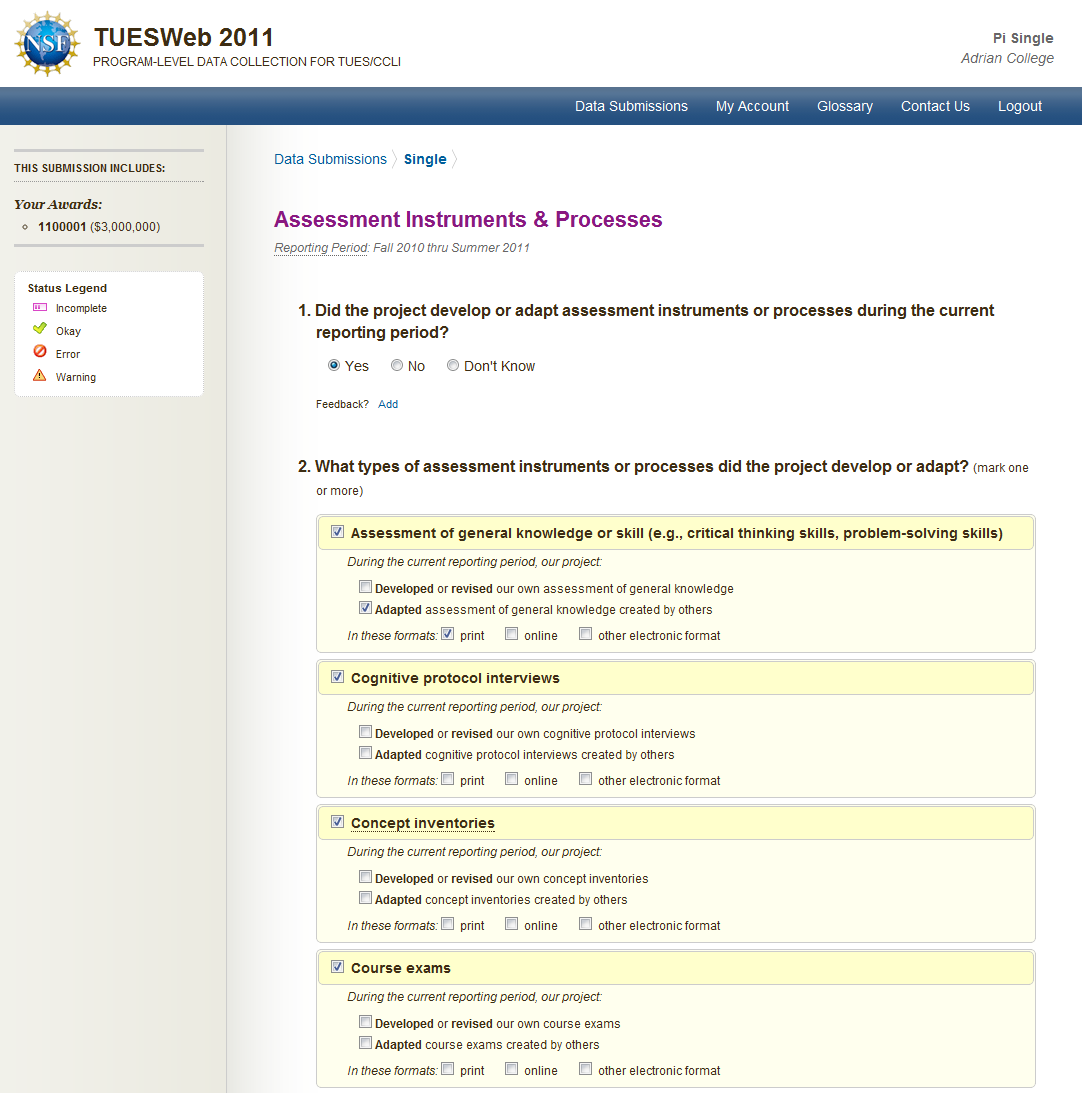 NSF
TUESWeb 2011
PROGRAM-LEVEL DATA COLLECTION FOR TUES/CCLI
Pi Single
Adrian College
Data Submissions My Account Glossary Contact Us Logout
THIS SUBMISSION INCLUDES:
Your Awards:
1100001 ($3,000,000)
Status Legend
Incomplete
Okay
Error
Warning
Data Submissions Single
Assessment Instruments & Processes
Reporting Period: Fall 2010 thru Summer 2011
1. Did the project develop or adapt assessment instruments or processes during the current
reporting period?
Yes No Don't Know
Feedback? Add
2. What types of assessment instruments or processes did the project develop or adapt? (mark one
or more)
Assessment of general knowledge or skill (e.g., critical thinking skills, problem-solving skills)
During the current reporting period, our project:
Developed or revised our own assessment of general knowledge
Adapted assessment of general knowledge created by others
In these formats: print online other electronic format
Cognitive protocol interviews
During the current reporting period, our project:
Developed or revised our own cognitive protocol interviews
Adapted cognitive protocol interviews created by others
In these formats: print online other electronic format
Concept inventories
During the current reporting period, our project:
Developed or revised our own concept inventories
Adapted concept inventories created by others
In these formats: print online other electronic format
Course exams
During the current reporting period, our project:
Developed or revised our own course exams
Adapted course exams created by others
In these formats: print online other electronic format